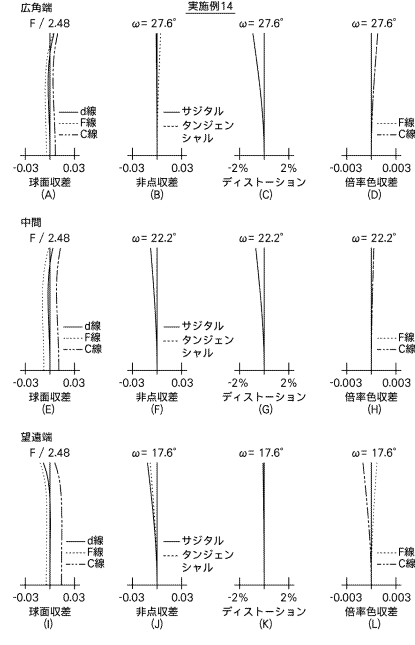 実施例14
広角端
F / 2.48 ω= 27.6° ω= 27.6° ω= 27.6°
d線
F線
C線
サジタル
タンジェン
シャル
F線
C線
-0.03 0.03 -0.03 0.03 -2% 2% -0.003 0.003
球面収差 非点収差 ディストーション 倍率色収差
(A) (B) (C) (D)
中間
F / 2.48 ω= 22.2° ω= 22.2° ω= 22.2°
d線
F線
C線
サジタル
タンジェン
シャル
F線
C線
-0.03 0.03 -0.03 0.03 -2% 2% -0.003 0.003
球面収差 非点収差 ディストーション 倍率色収差
(E) (F) (G) (H)
望遠端
F / 2.48 ω= 17.6° ω= 17.6° ω= 17.6°
d線
F線
C線
サジタル
タンジェン
シャル
F線
C線
-0.03 0.03 -0.03 0.03 -2% 2% -0.003 0.003
球面収差 非点収差 ディストーション 倍率色収差
(I) (J) (K) (L)